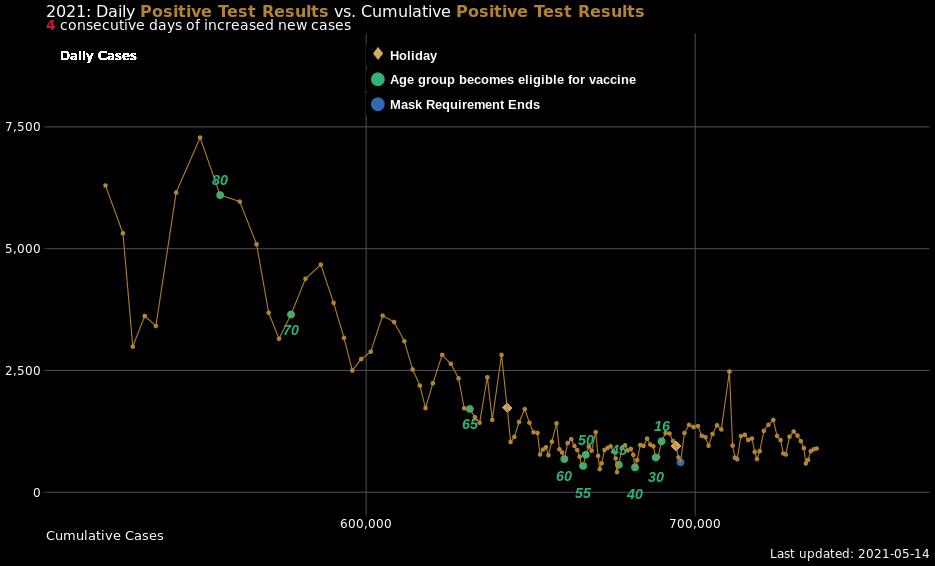 2021: Daily Positive Test Results vs. Cumulative Positive Test Results
4 consecutive days of increased new cases
Daily Cases
Holiday
Age group becomes eligible for vaccine
Mask Requirement Ends
7,500
80
5,000
70
2,500
65
16
50
45
60
30
55
40
0
600,000
700,000
Cumulative Cases
Last updated: 2021-05-14